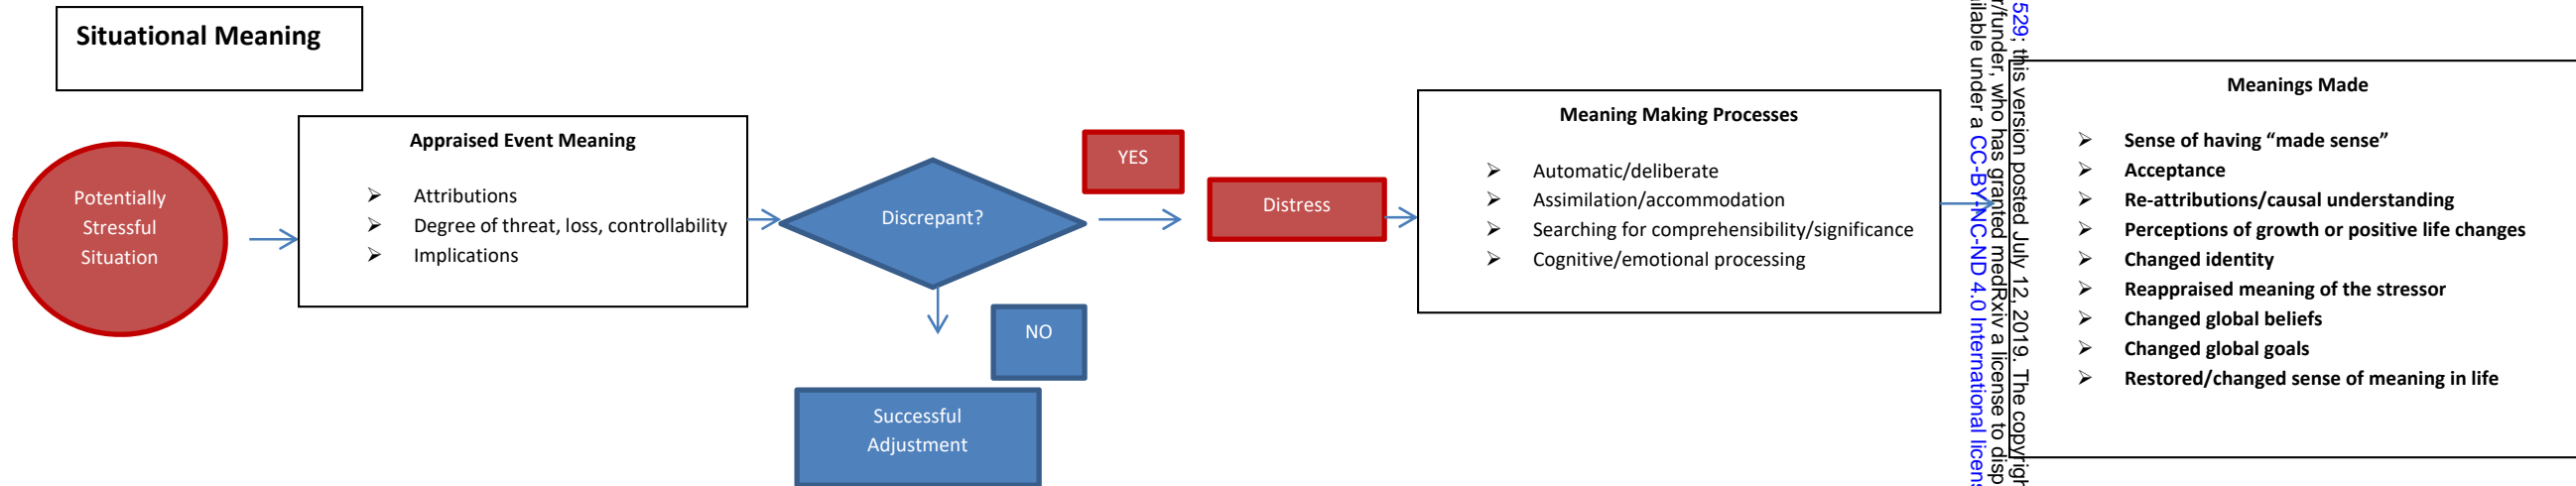 Situational Meaning
Potentially
Stressful
Situation
Appraised Event Meaning
➢ Attributions
➢ Degree of threat, loss, controllability
➢ Implications
Discrepant?
YES
NO
Successful
Adjustment
Distress
Meaning Making Processes
➢ Automatic/deliberate
➢ Assimilation/accommodation
➢ Searching for comprehensibility/significance
➢ Cognitive/emotional processing
529; this version posted July 12, 2019. The copyrigh
r/funder, who has granted medRxiv a license to disp
ilable under a CC-BY-NC-ND 4.0 International licens
Meanings Made
➢ Sense of having “made sense”
➢ Acceptance
➢ Re-attributions/causal understanding
➢ Perceptions of growth or positive life changes
➢ Changed identity
➢ Reappraised meaning of the stressor
➢ Changed global beliefs
➢ Changed global goals
➢ Restored/changed sense of meaning in life